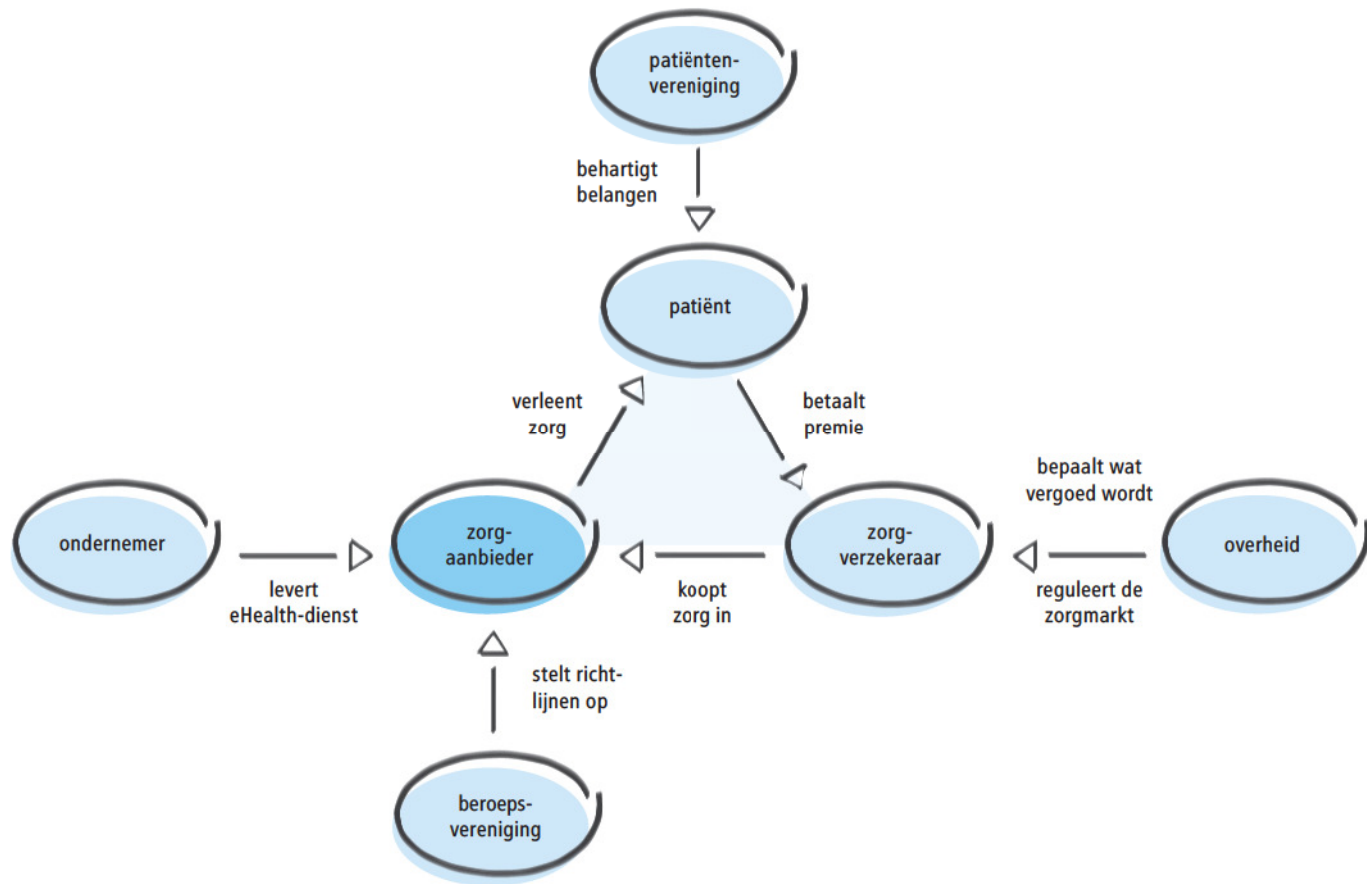 patiënten-
vereniging
behartigt
belangen
patiënt
verleent
zorg
betaalt
premie
bepaalt wat
vergoed wordt
ondernemer
zorg-
aanbieder
zorg-
verzekeraar
overheid
levert
eHealth-dienst
koopt
zorg in
reguleert de
zorgmarkt
stelt richt-
lijnen op
beroeps-
vereniging